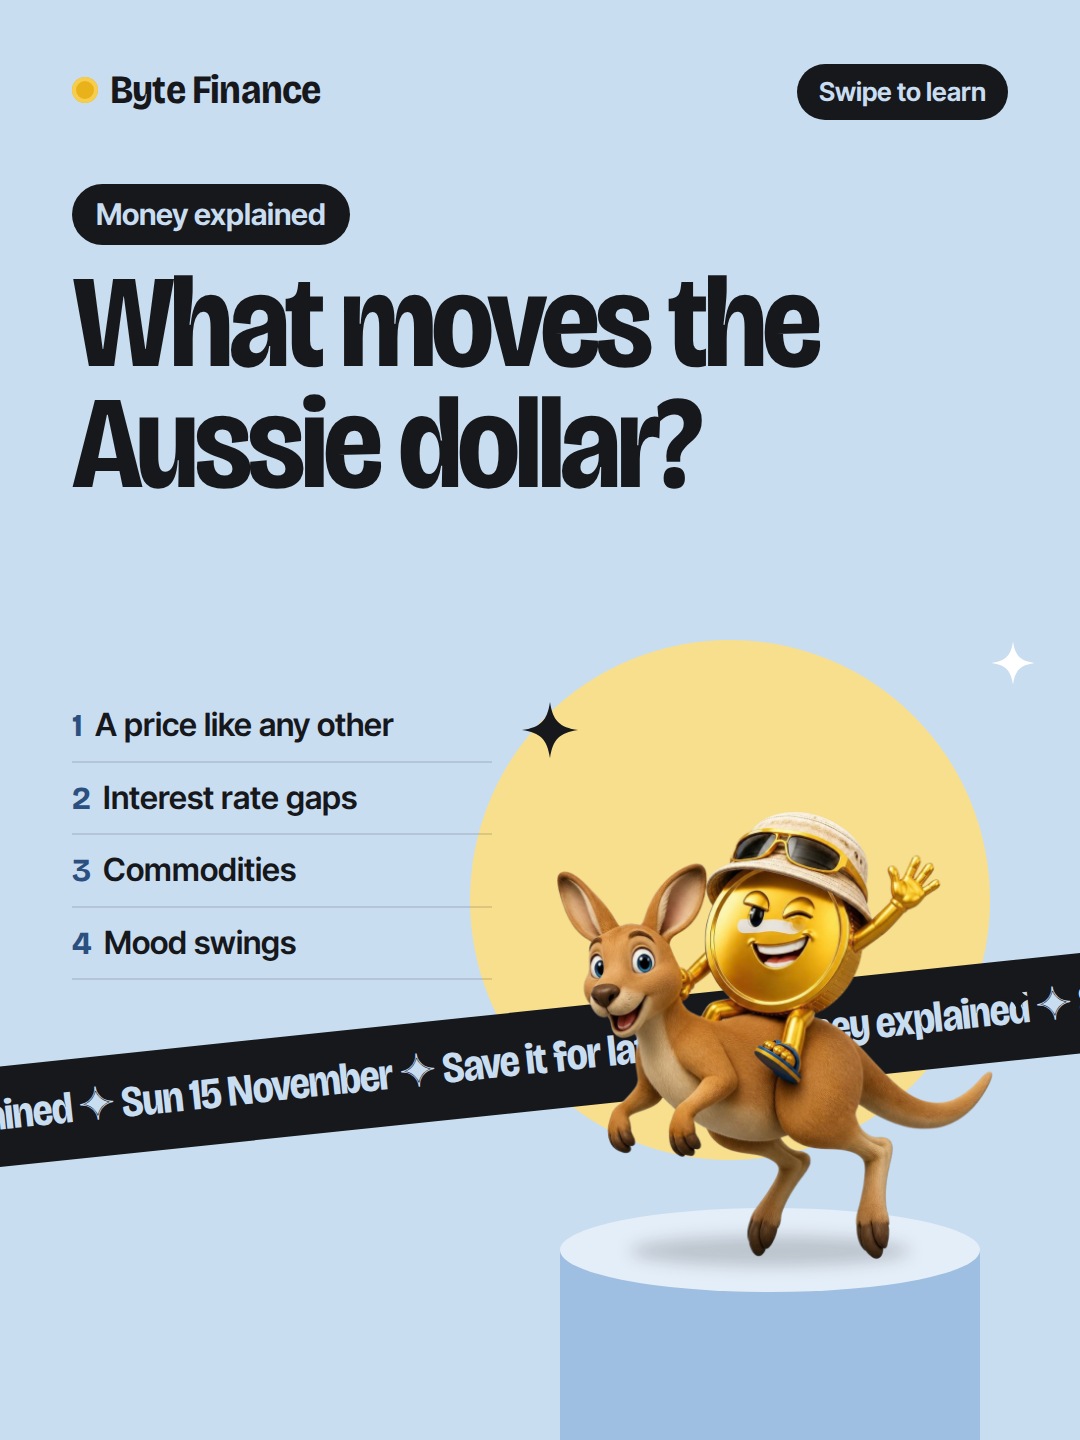 Byte Finance
Swipe to learn
Money explained
What moves the
Aussie dollar?
1 A price like any other
2 Interest rate gaps
3 Commodities
4 Mood swings
Sun 15 November ✦ Save it for explained ✦